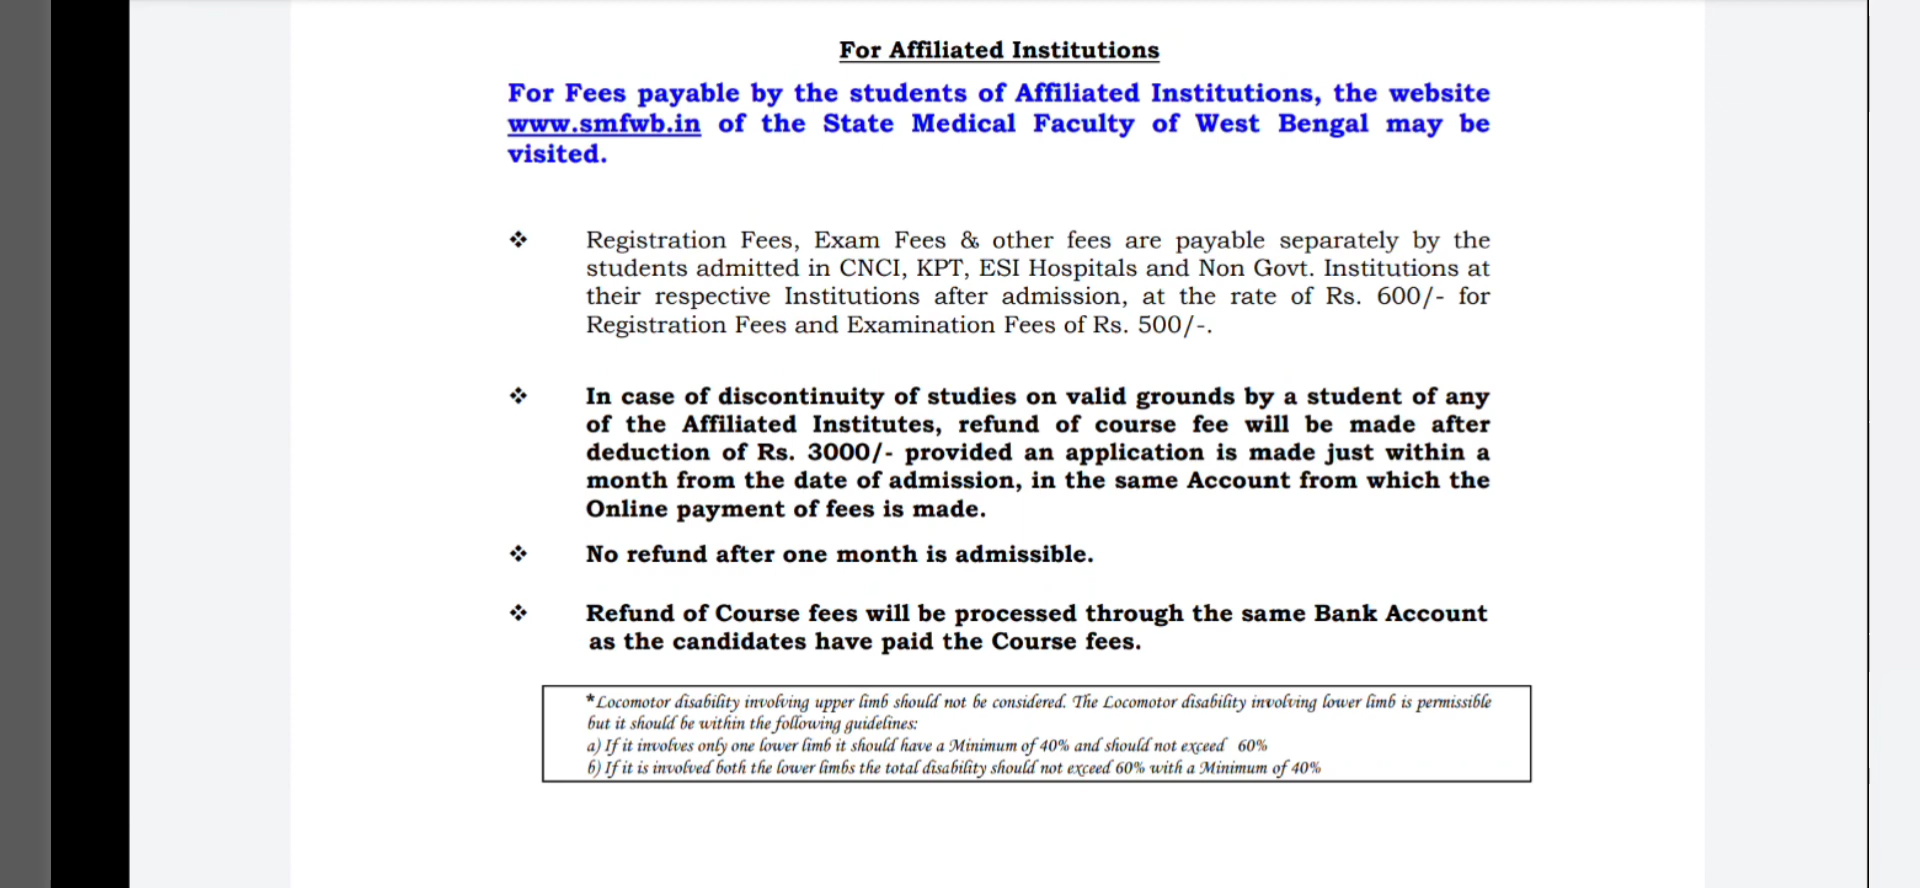 For Affiliated Institutions
For Fees payable by the students of Affiliated Institutions, the website
www.smfwb.in of the State Medical Faculty of West Bengal may be
visited.
❖ Registration Fees, Exam Fees & other fees are payable separately by the
students admitted in CNCI, KPT, ESI Hospitals and Non Govt. Institutions at
their respective Institutions after admission, at the rate of Rs. 600/- for
Registration Fees and Examination Fees of Rs. 500/-.
❖ In case of discontinuity of studies on valid grounds by a student of any
of the Affiliated Institutes, refund of course fee will be made after
deduction of Rs. 3000/- provided an application is made just within a
month from the date of admission, in the same Account from which the
Online payment of fees is made.
❖ No refund after one month is admissible.
❖ Refund of Course fees will be processed through the same Bank Account
as the candidates have paid the Course fees.
*Locomotor disability involving upper limb should not be considered. The Locomotor disability involving lower limb is permissible
but it should be within the following guidelines:
a) If it involves only one lower limb it should have a Minimum of 40% and should not exceed 60%
b) If it is involved both the lower limbs the total disability should not exceed 60% with a Minimum of 40%